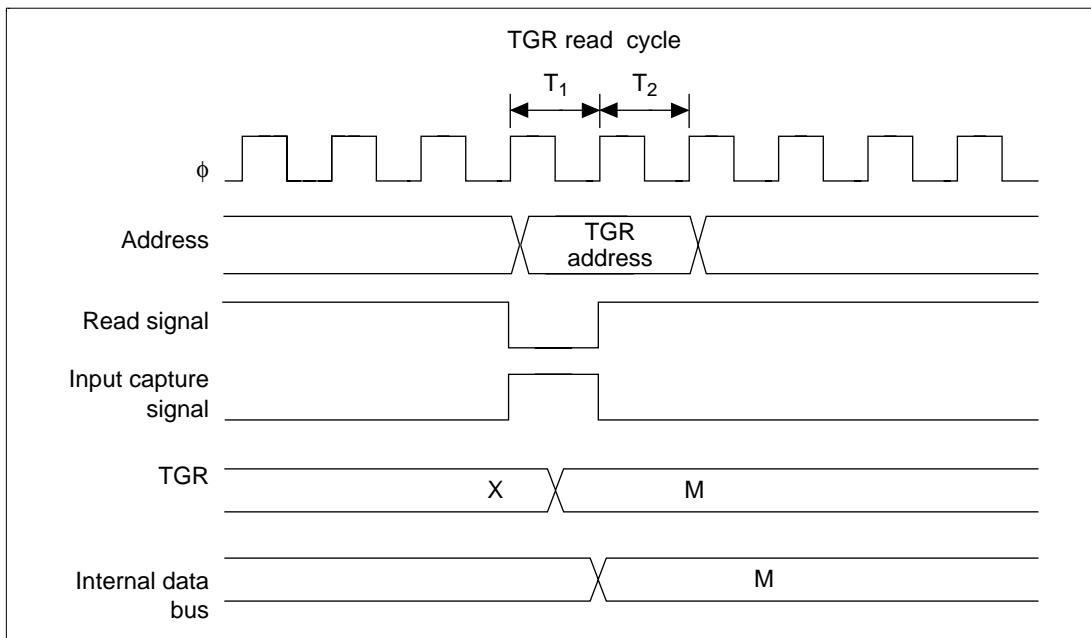 TGR read cycle
T1 T2
φ
Address
TGR
address
Read signal
Input capture
signal
TGR
X M
Internal data
bus
M